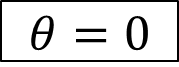 θ = 0